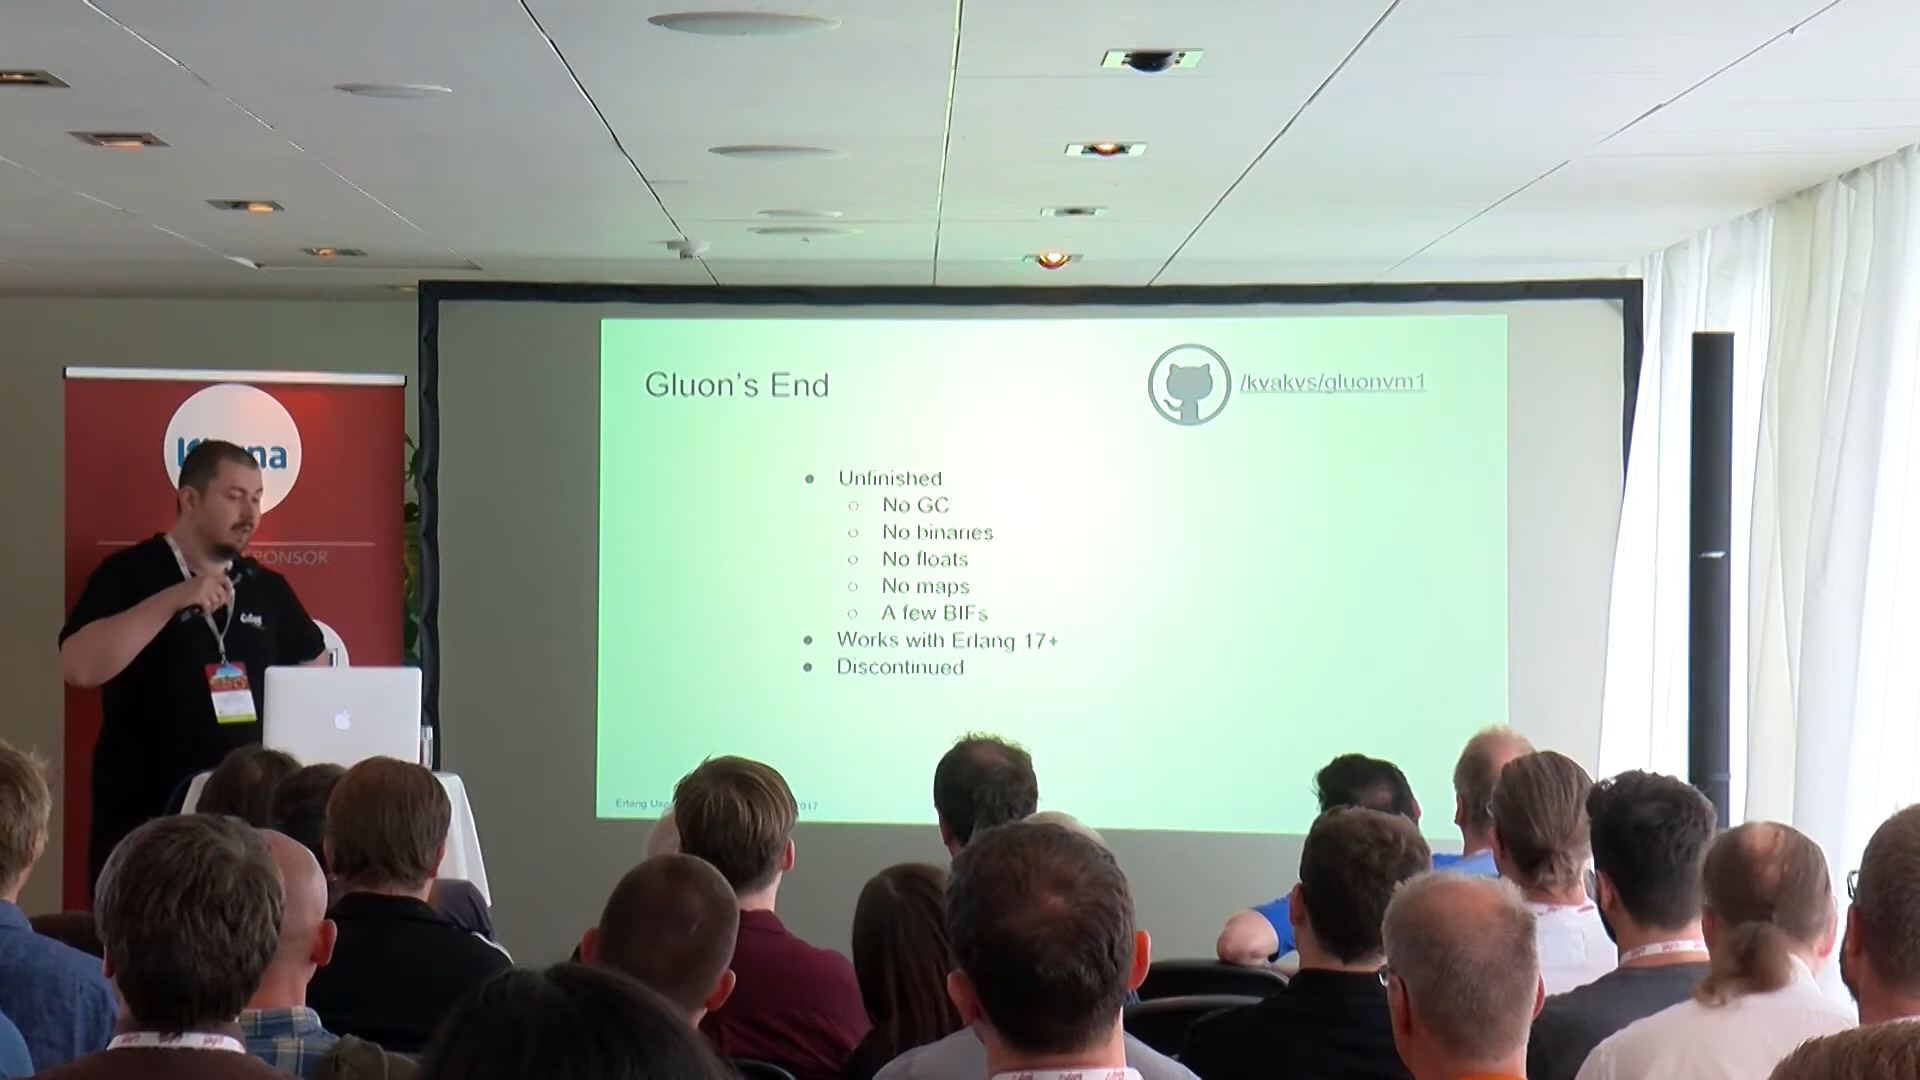 Gluon's End
/kvakvs/gluonvm1
Unfinished
No GC
No binaries
No floats
No maps
A few BIFs
Works with Erlang 17+
Discontinued
Erlang